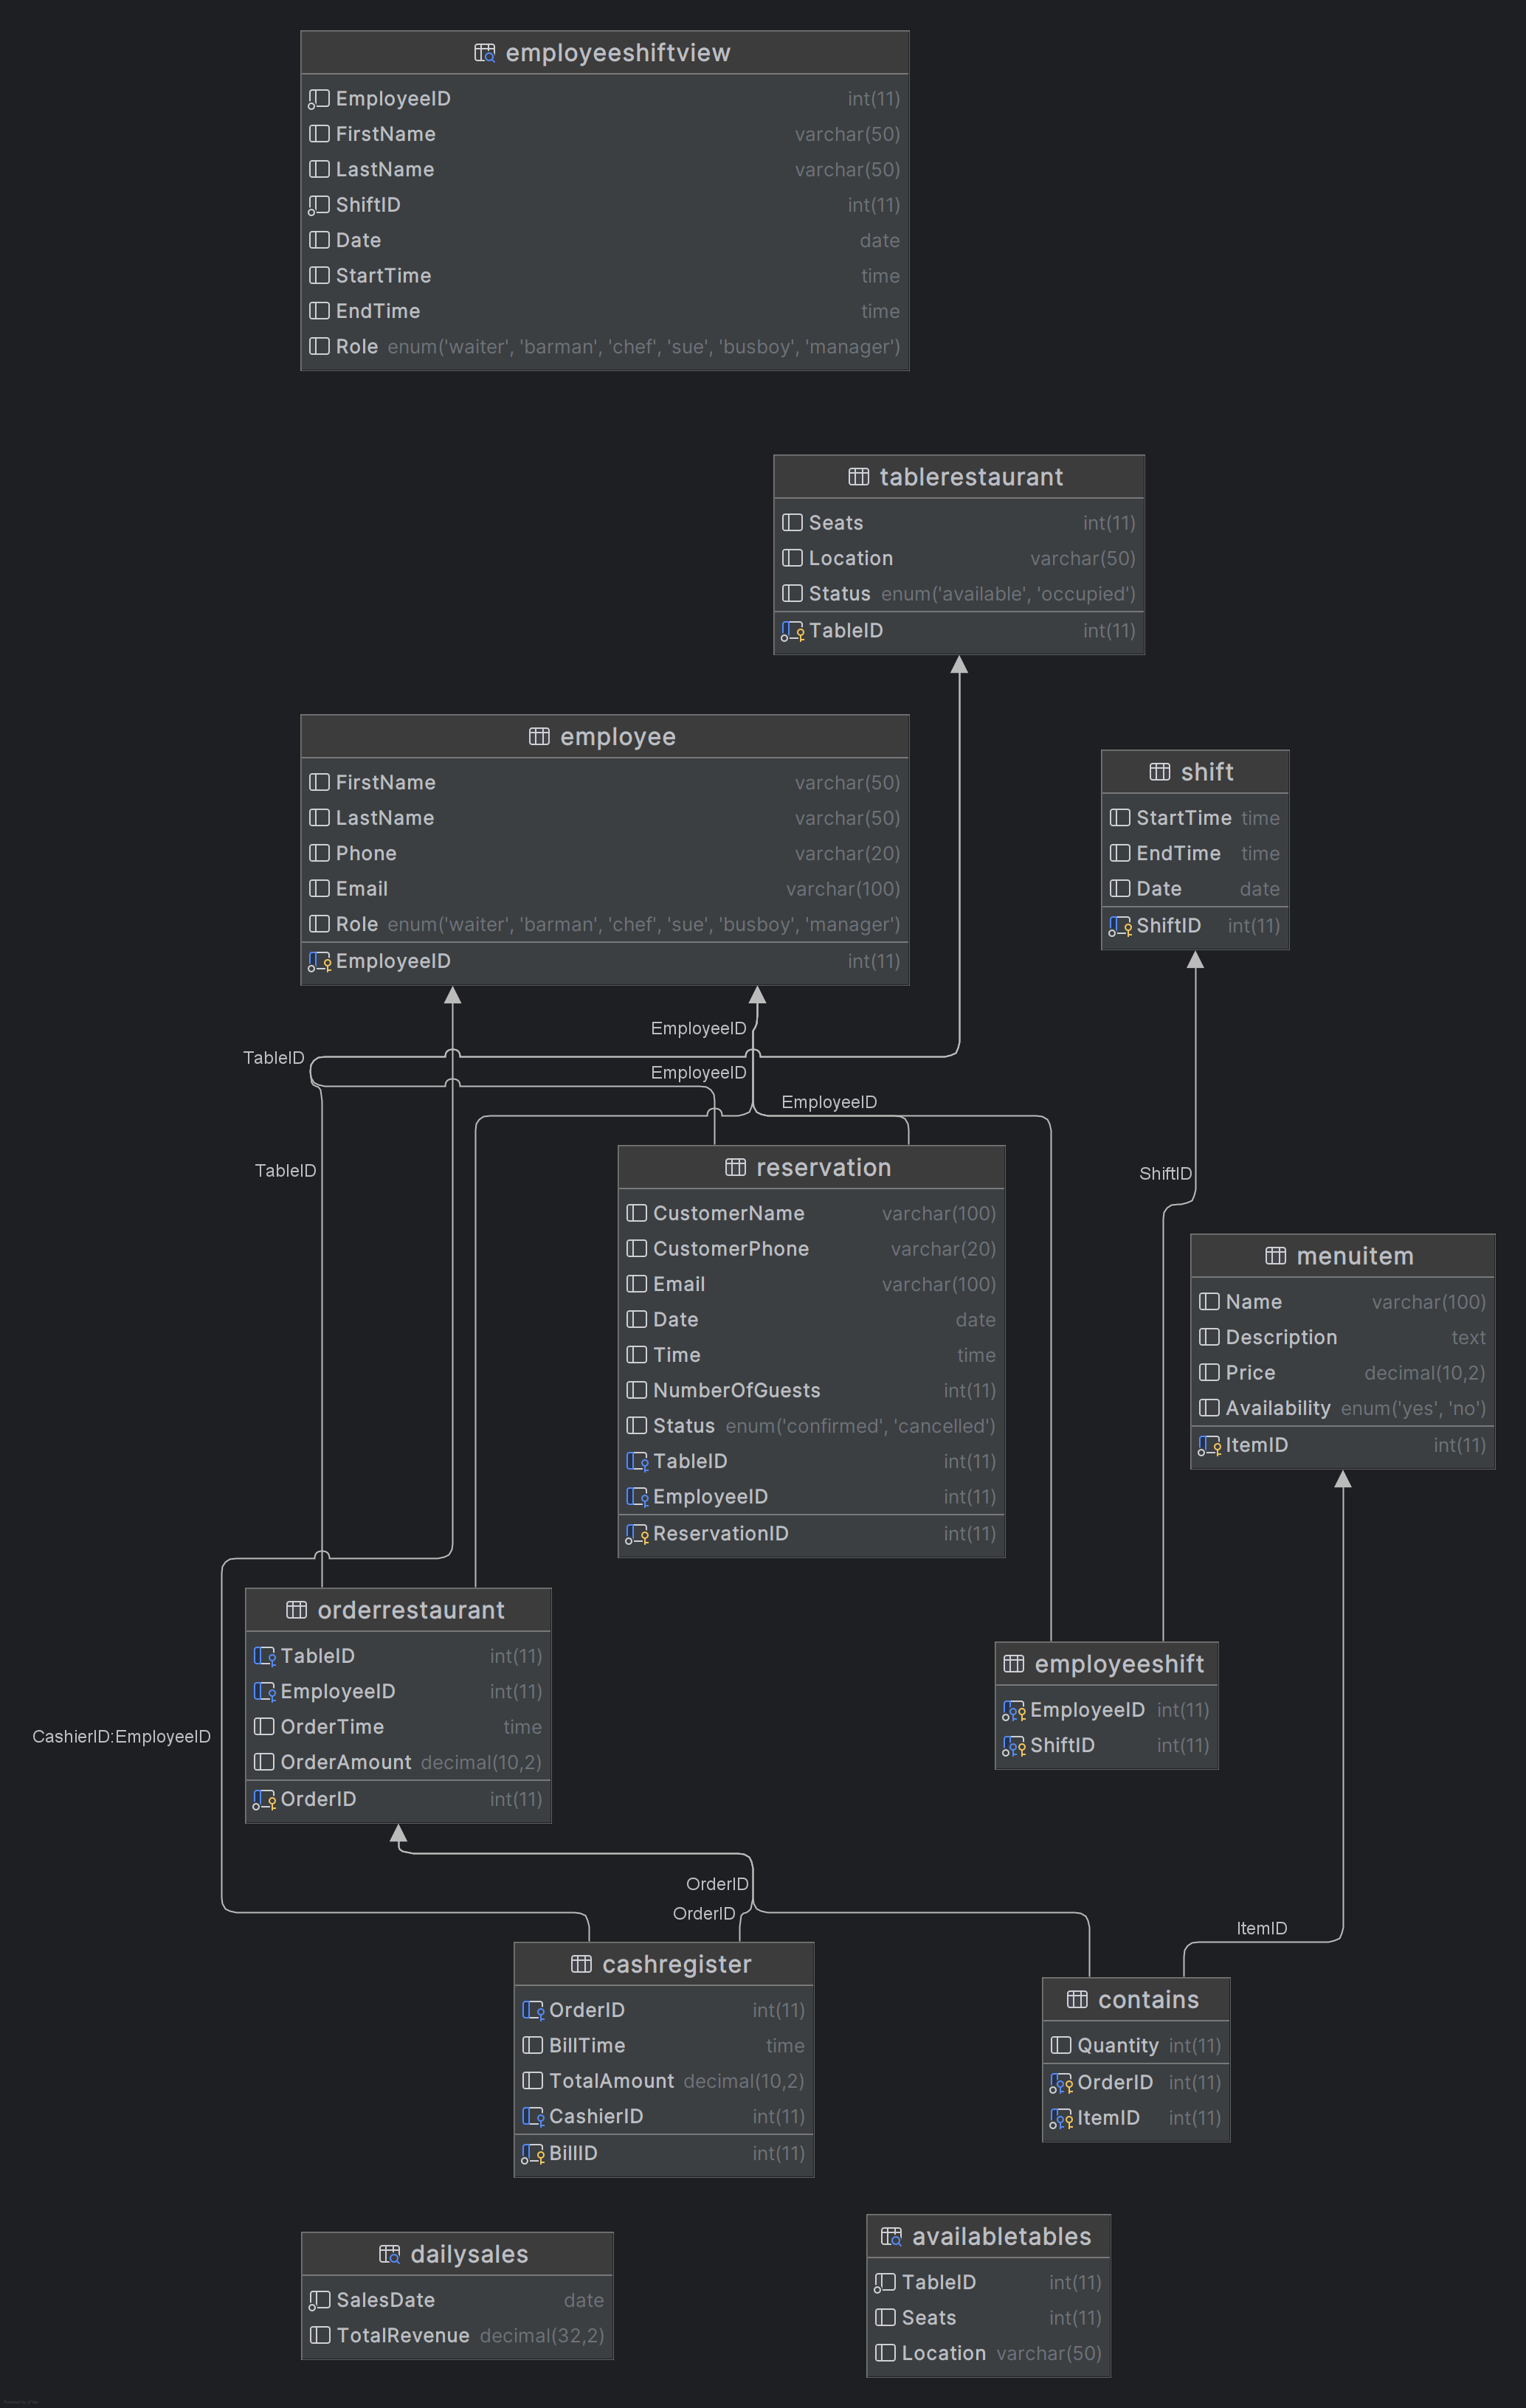 employeeshiftview
EmployeeID int(11)
FirstName varchar(50)
LastName varchar(50)
ShiftID int(11)
Date date
StartTime time
EndTime time
Role enum('waiter', 'barman', 'chef', 'sue', 'busboy', 'manager')
tablerestaurant
Seats int(11)
Location varchar(50)
Status enum('available', 'occupied')
TableID int(11)
employee
FirstName varchar(50)
LastName varchar(50)
Phone varchar(20)
Email varchar(100)
Role enum('waiter', 'barman', 'chef', 'sue', 'busboy', 'manager')
EmployeeID int(11)
shift
StartTime time
EndTime time
Date date
ShiftID int(11)
EmployeeID
TableID
EmployeeID
EmployeeID
TableID
ShiftID
reservation
CustomerName varchar(100)
CustomerPhone varchar(20)
Email varchar(100)
Date date
Time time
NumberOfGuests int(11)
Status enum('confirmed', 'cancelled')
TableID int(11)
EmployeeID int(11)
ReservationID int(11)
menuitem
Name varchar(100)
Description text
Price decimal(10,2)
Availability enum('yes', 'no')
ItemID int(11)
orderrestaurant
TableID int(11)
EmployeeID int(11)
OrderTime time
OrderAmount decimal(10,2)
OrderID int(11)
employeeshift
EmployeeID int(11)
ShiftID int(11)
CashierID:EmployeeID
OrderID
OrderID
ItemID
cashregister
OrderID int(11)
BillTime time
TotalAmount decimal(10,2)
CashierID int(11)
BillID int(11)
contains
Quantity int(11)
OrderID int(11)
ItemID int(11)
dailysales
SalesDate date
TotalRevenue decimal(32,2)
availabletables
TableID int(11)
Seats int(11)
Location varchar(50)